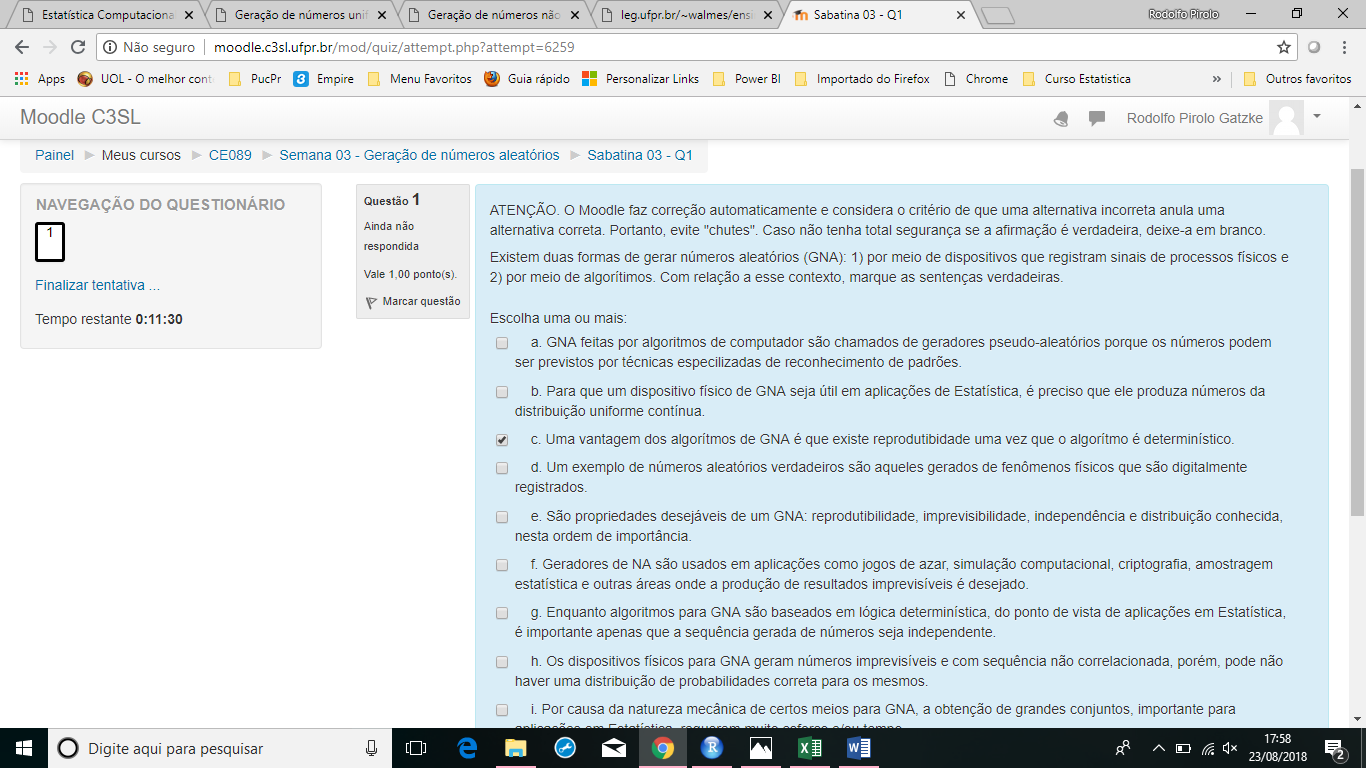 Estatística Computaciona
Geração de números unif
Geração de números não
leg.ufpr.br/~walmes/ensi
Sabatina 03 - Q1
Rodolfo Pirolo
Não seguro
moodle.c3sl.ufpr.br/mod/quiz/attempt.php?attempt=6259
Apps
UOL - O melhor cont
PucPr
Empire
Menu Favoritos
Guia rápido
Personalizar Links
Power BI
Importado do Firefox
Chrome
Curso Estatistica
»
Outros favoritos
Moodle C3SL
Rodolfo Pirolo Gatzke
Painel ► Meus cursos ► CE089 ► Semana 03 - Geração de números aleatórios ► Sabatina 03 - Q1
NAVEGAÇÃO DO QUESTIONÁRIO
1
Finalizar tentativa ...
Tempo restante 0:11:30
Questão 1
Ainda não
respondida
Vale 1,00 ponto(s).
Marcar questão
ATENÇÃO. O Moodle faz correção automaticamente e considera o critério de que uma alternativa incorreta anula uma
alternativa correta. Portanto, evite "chutes". Caso não tenha total segurança se a afirmação é verdadeira, deixe-a em branco.
Existem duas formas de gerar números aleatórios (GNA): 1) por meio de dispositivos que registram sinais de processos físicos e
2) por meio de algorítimos. Com relação a esse contexto, marque as sentenças verdadeiras.
Escolha uma ou mais:
a. GNA feitas por algoritmos de computador são chamados de geradores pseudo-aleatórios porque os números podem
ser previstos por técnicas especilizadas de reconhecimento de padrões.
b. Para que um dispositivo físico de GNA seja útil em aplicações de Estatística, é preciso que ele produza números da
distribuição uniforme contínua.
c. Uma vantagem dos algorítmos de GNA é que existe reprodutibidade uma vez que o algorítmo é determinístico.
d. Um exemplo de números aleatórios verdadeiros são aqueles gerados de fenômenos físicos que são digitalmente
registrados.
e. São propriedades desejáveis de um GNA: reprodutibilidade, imprevisibilidade, independência e distribuição conhecida,
nesta ordem de importância.
f. Geradores de NA são usados em aplicações como jogos de azar, simulação computacional, criptografia, amostragem
estatística e outras áreas onde a produção de resultados imprevisíveis é desejado.
g. Enquanto algoritmos para GNA são baseados em lógica determinística, do ponto de vista de aplicações em Estatística,
é importante apenas que a sequência gerada de números seja independente.
h. Os dispositivos físicos para GNA geram números imprevisíveis e com sequência não correlacionada, porém, pode não
haver uma distribuição de probabilidades correta para os mesmos.
i. Por causa da natureza mecânica de certos meios para GNA, a obtenção de grandes conjuntos, importante para
aplicações em Estatística, requerem muito esforço e/ou tempo.
Digite aqui para pesquisar
17:58
23/08/2018
2